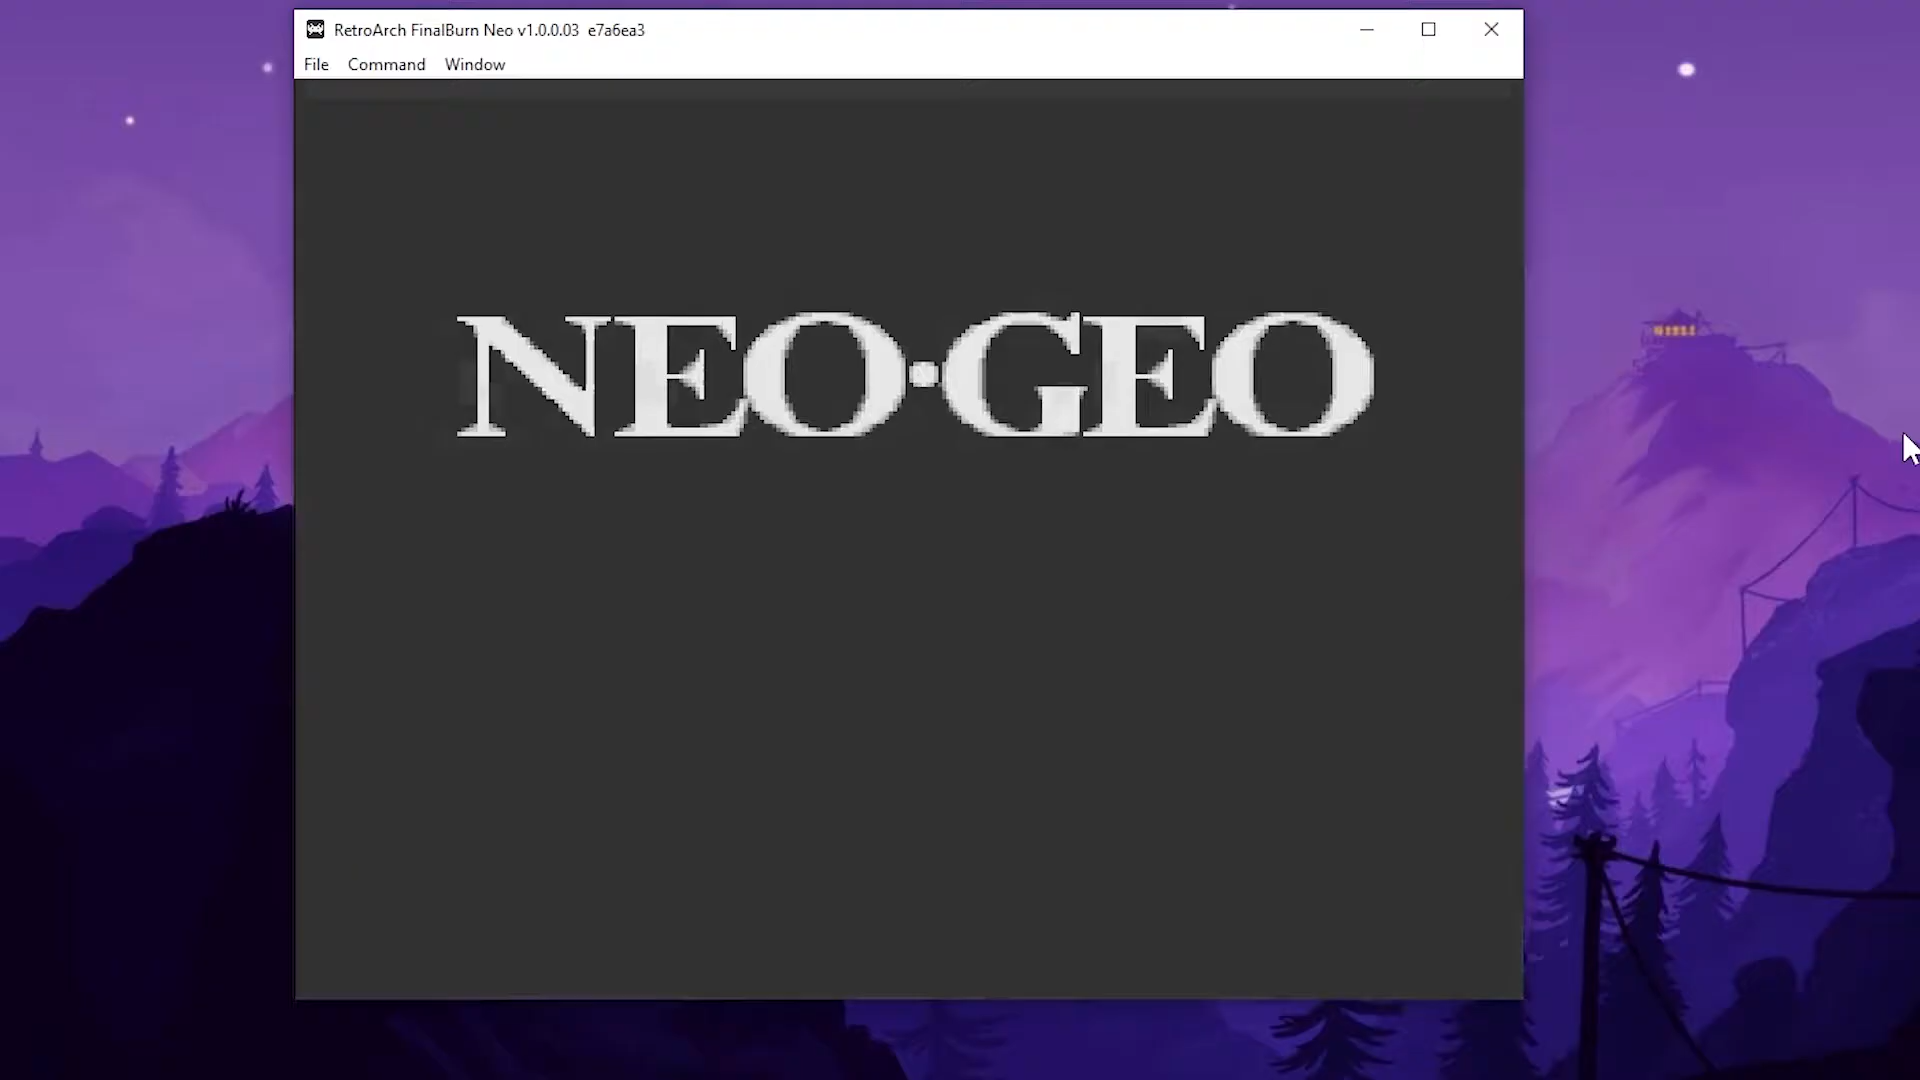 RetroArch FinalBurn Neo v1.0.0.03 e7a6ea3
File Command Window
NEO•GEO